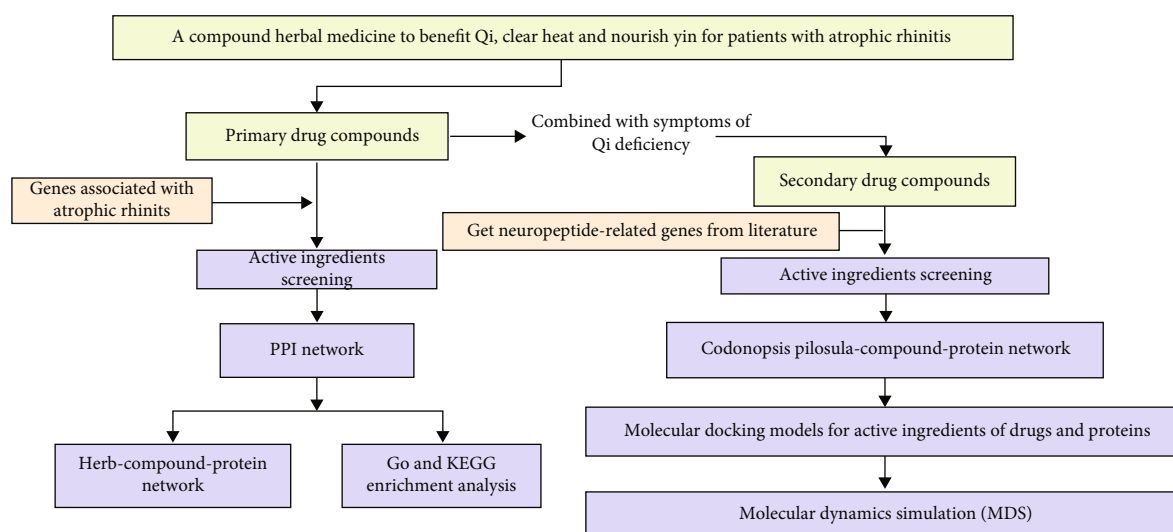 A compound herbal medicine to benefit Qi, clear heat and nourish yin for patients with atrophic rhinitis
Primary drug compounds
Combined with symptoms of
Qi deficiency
Secondary drug compounds
Genes associated with
atrophic rhinits
Get neuropeptide-related genes from literature
Active ingredients
screening
Active ingredients screening
PPI network
Codonopsis pilosula-compound-protein network
Herb-compound-protein
network
Go and KEGG
enrichment analysis
Molecular docking models for active ingredients of drugs and proteins
Molecular dynamics simulation (MDS)